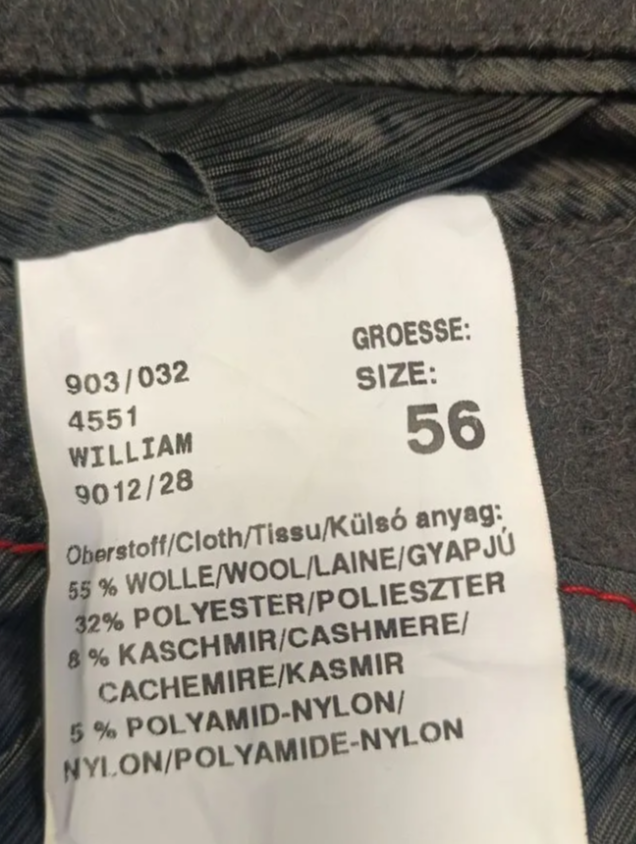 903/032
4551
WILLIAM
9012/28
GROESSE:
SIZE:
56
Oberstoff/Cloth/Tissu/Külsó anyag:
55 % WOLLE/WOOL/LAINE/GYAPJÚ
32% POLYESTER/POLIESZTER
8 % KASCHMIR/CASHMERE/
CACHEMIRE/KASMIR
5 % POLYAMID-NYLON/
NYLON/POLYAMIDE-NYLON